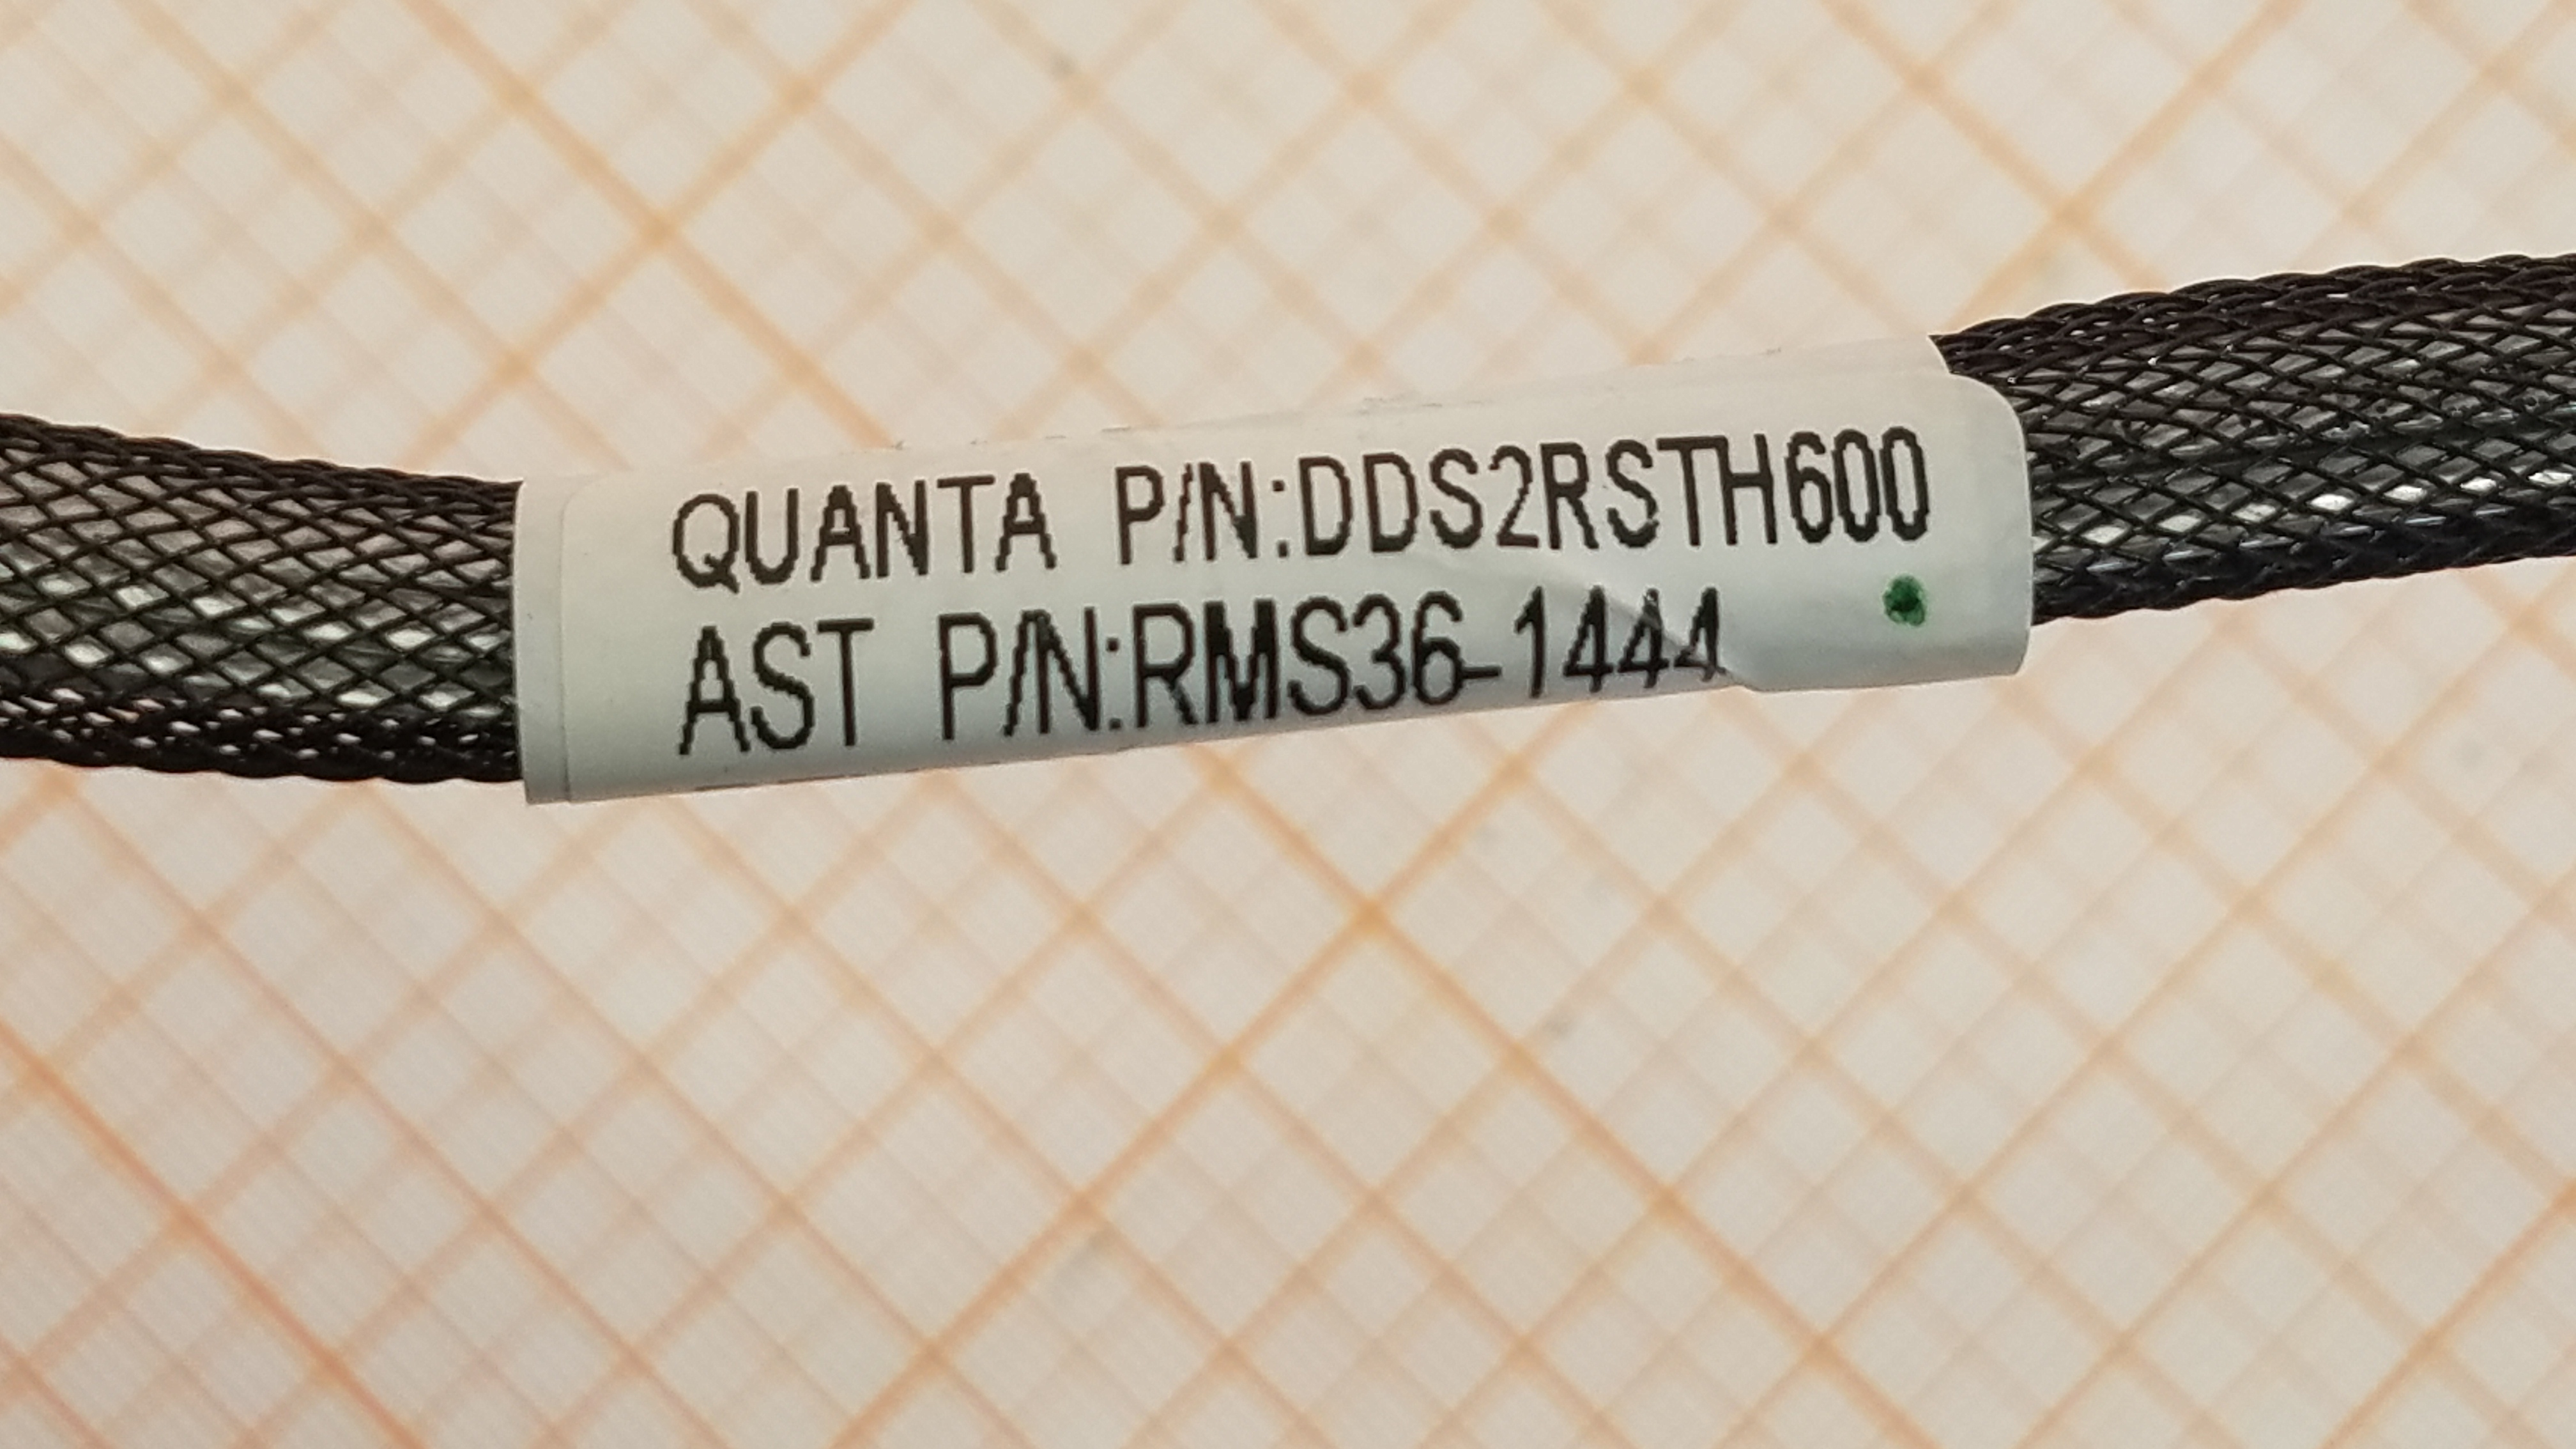 QUANTA P/N:DDS2RSTH600
AST P/N:RMS36-1444